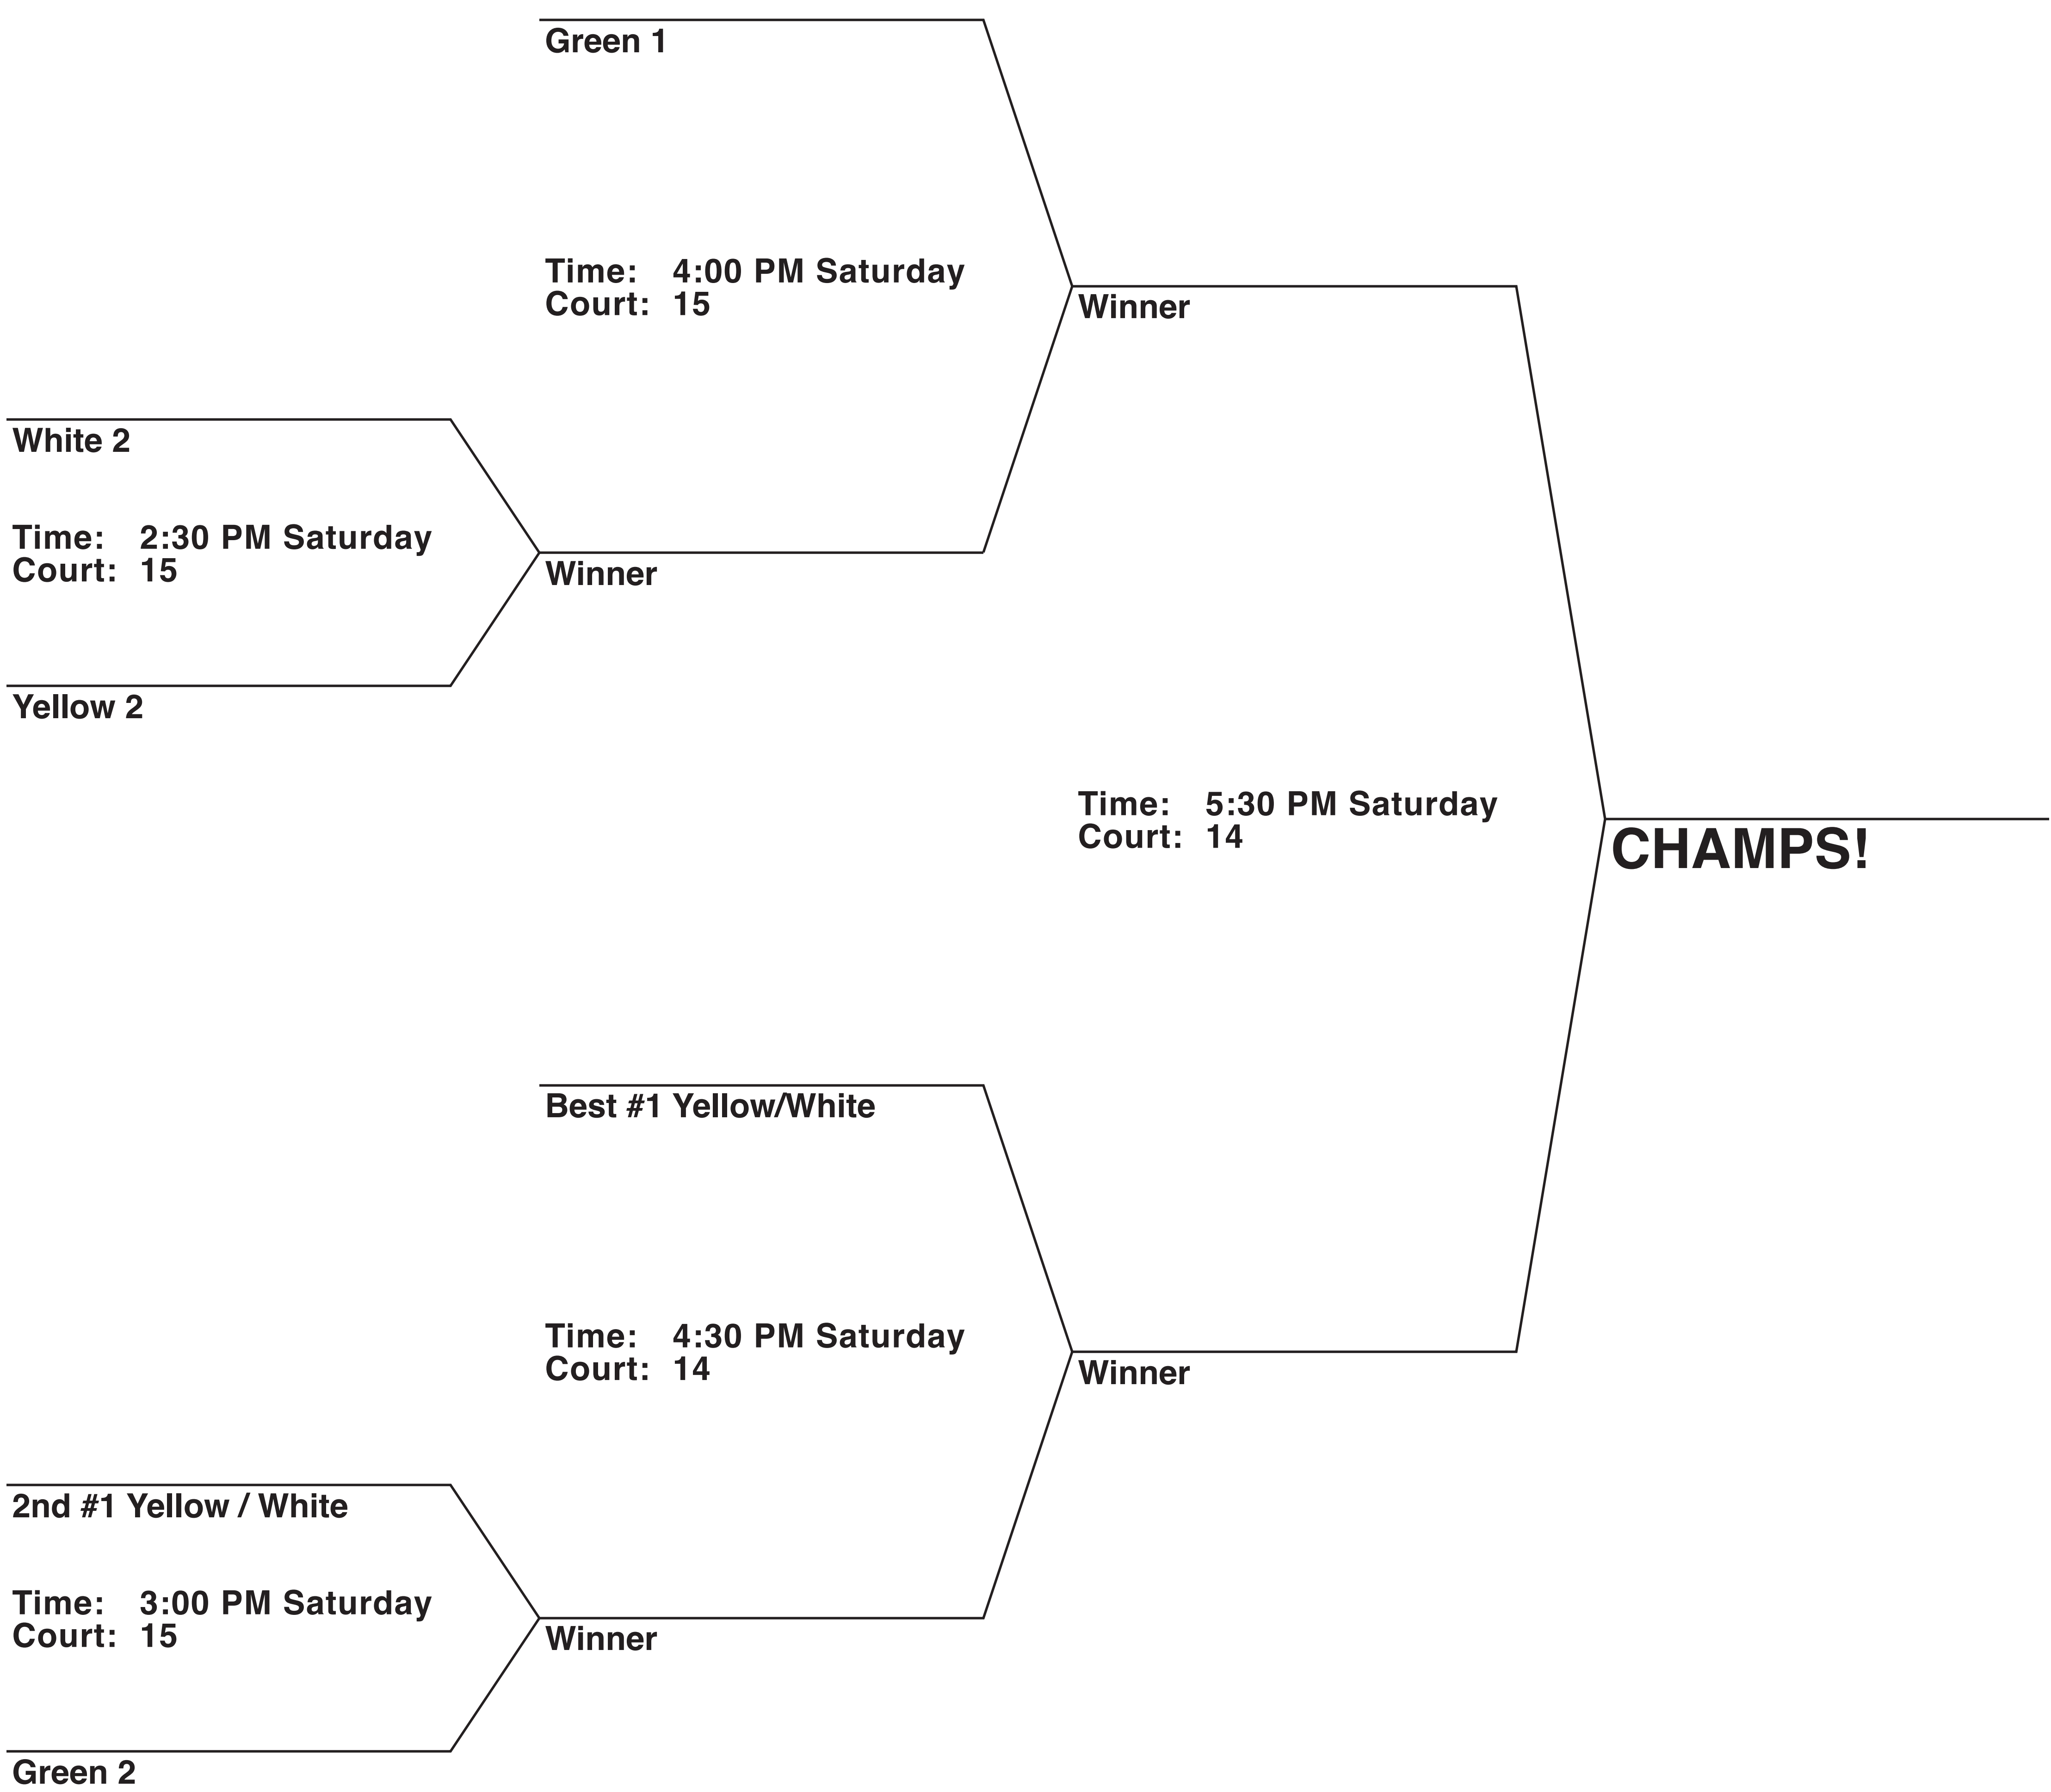 Green 1
Time: 4:00 PM Saturday
Court: 15
Winner
White 2
Time: 2:30 PM Saturday
Court: 15
Winner
Yellow 2
Time: 5:30 PM Saturday
Court: 14
CHAMPS!
Best #1 Yellow/White
Time: 4:30 PM Saturday
Court: 14
Winner
2nd #1 Yellow / White
Time: 3:00 PM Saturday
Court: 15
Winner
Green 2